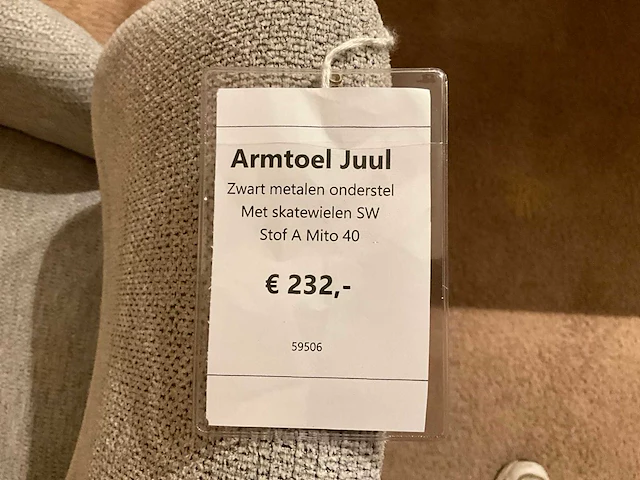 Armtoel Juul
Zwart metalen onderstel
Met skatewielen SW
Stof A Mito 40
€ 232,-
59506